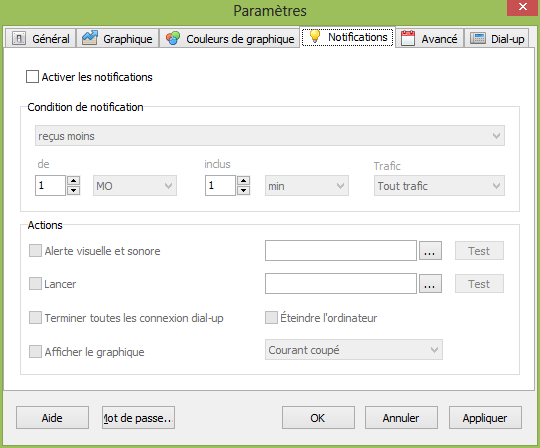 Paramètres
Général Graphique Couleurs de graphique Notifications Avancé Dial-up
Activer les notifications
Condition de notification
reçus moins
de inclus Trafic
1 MO 1 min Tout trafic
Actions
Alerte visuelle et sonore ... Test
Lancer ... Test
Terminer toutes les connexion dial-up Éteindre l'ordinateur
Afficher le graphique Courant coupé
Aide Mot de passe... OK Annuler Appliquer